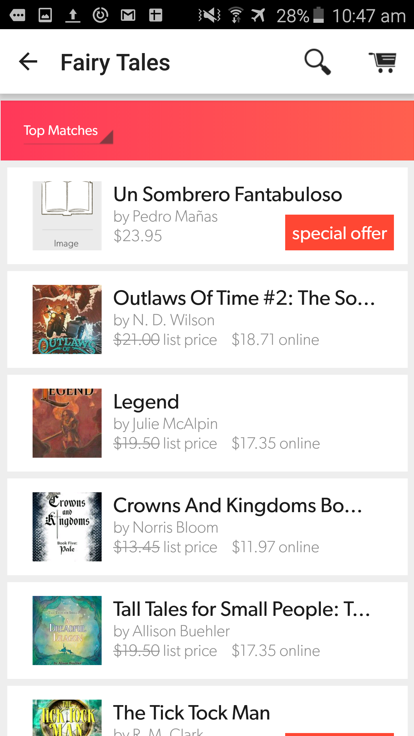 28% 10:47 am
Fairy Tales
Top Matches
Image
Un Sombrero Fantabuloso
by Pedro Mañas
$23.95
special offer
OUTLAWS
OF
Outlaws Of Time #2: The So...
by N. D. Wilson
$21.00 list price $18.71 online
LEGEND
Legend
by Julie McAlpin
$19.50 list price $17.35 online
Crowns
and
Kingdoms
Book Five
Pale
Crowns And Kingdoms Bo...
by Norris Bloom
$13.45 list price $11.97 online
Tall Tales for Small People: T...
by Allison Buehler
$19.50 list price $17.35 online
THE
TICK TOCK
MAN
The Tick Tock Man
by R. M. Clark